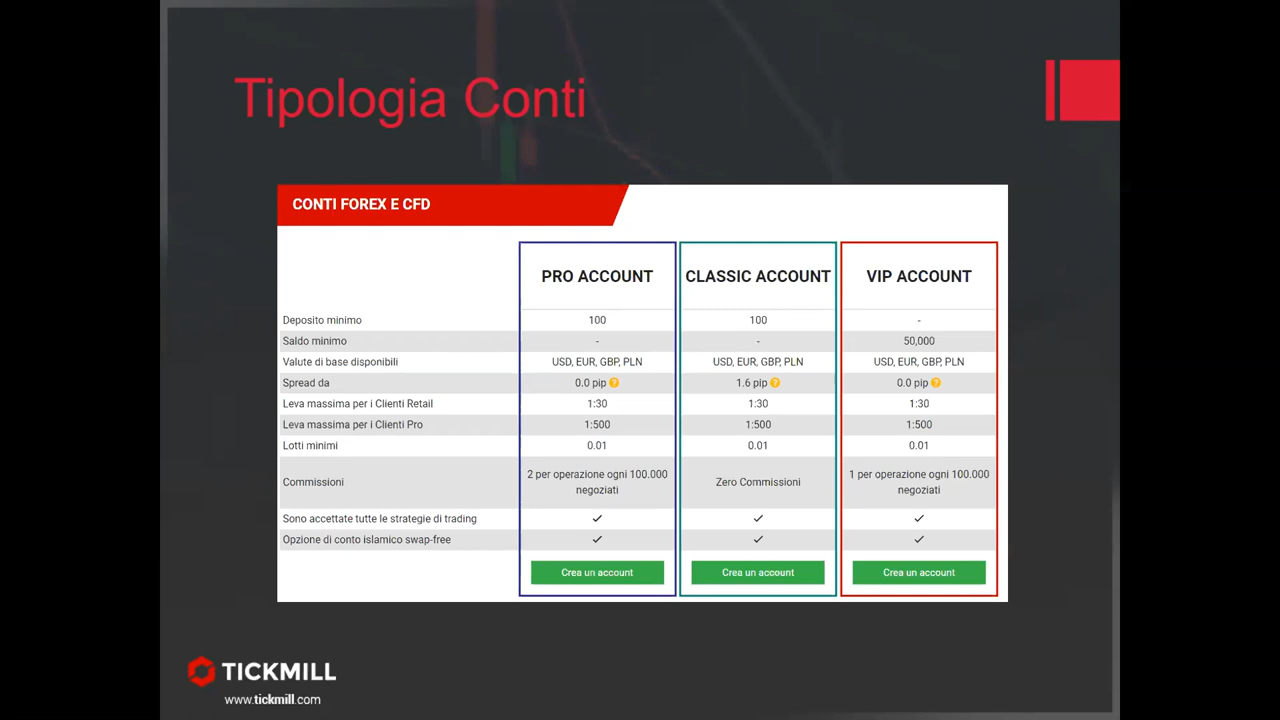 Tipologia Conti
CONTI FOREX E CFD
PRO ACCOUNT CLASSIC ACCOUNT VIP ACCOUNT
Deposito minimo 100 100 -
Saldo minimo - - 50,000
Valute di base disponibili USD, EUR, GBP, PLN USD, EUR, GBP, PLN USD, EUR, GBP, PLN
Spread da 0.0 pip ? 1.6 pip ? 0.0 pip ?
Leva massima per i Clienti Retail 1:30 1:30 1:30
Leva massima per i Clienti Pro 1:500 1:500 1:500
Lotti minimi 0.01 0.01 0.01
Commissioni 2 per operazione ogni 100.000 negoziati Zero Commissioni 1 per operazione ogni 100.000 negoziati
Sono accettate tutte le strategie di trading ✓ ✓ ✓
Opzione di conto islamico swap-free ✓ ✓ ✓
Crea un account Crea un account Crea un account
TICKMILL
www.tickmill.com